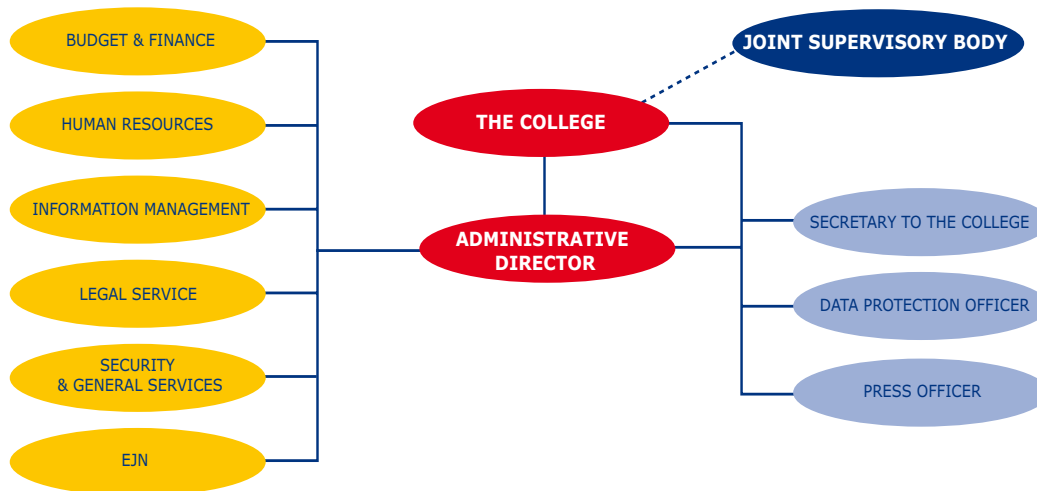 BUDGET & FINANCE
HUMAN RESOURCES
INFORMATION MANAGEMENT
LEGAL SERVICE
SECURITY
& GENERAL SERVICES
EJN
THE COLLEGE
ADMINISTRATIVE
DIRECTOR
JOINT SUPERVISORY BODY
SECRETARY TO THE COLLEGE
DATA PROTECTION OFFICER
PRESS OFFICER